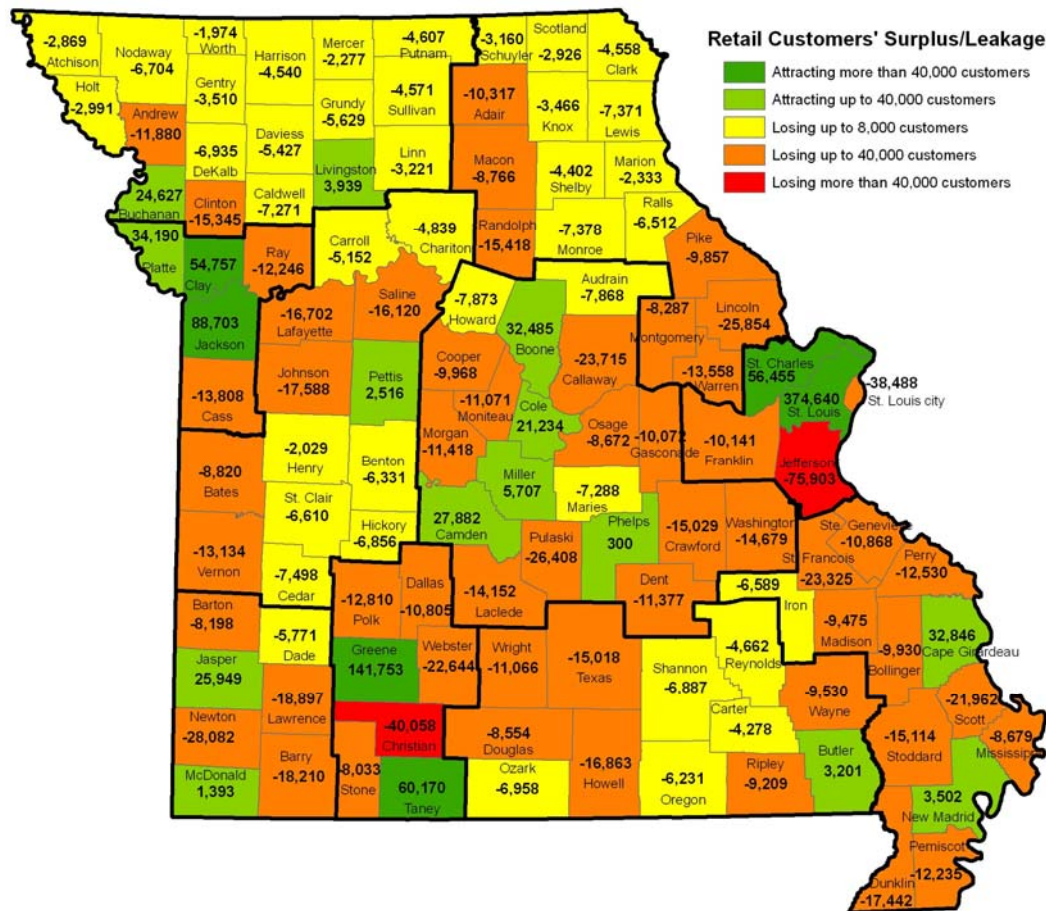 Retail Customers' Surplus/Leakage
Attracting more than 40,000 customers
Attracting up to 40,000 customers
Losing up to 8,000 customers
Losing up to 40,000 customers
Losing more than 40,000 customers
-2,869
Atchison
Nodaway
-6,704
-1,974
Worth
Harrison
-4,540
Mercer
-2,277
-4,607
Putnam
-3,160
Schuyler
Scotland
-2,926
-4,558
Clark
Holt
-2,991
Andrew
-11,880
Gentry
-3,510
Grundy
-5,629
-4,571
Sullivan
-10,317
Adair
-3,466
Knox
-7,371
Lewis
-6,935
DeKalb
Daviess
-5,427
Livingston
3,939
Linn
-3,221
Macon
-8,766
-4,402
Shelby
Marion
-2,333
24,627
Buchanan
Clinton
-15,345
Caldwell
-7,271
Carroll
-5,152
-4,839
Chariton
Randolph
-15,418
-7,378
Monroe
Ralls
-6,512
34,190
Platte
54,757
Clay
Ray
-12,246
Pike
-9,857
88,703
Jackson
-16,702
Lafayette
Saline
-16,120
-7,873
Howard
32,485
Boone
Audrain
-7,868
-8,287
Montgomery
Lincoln
-25,854
-13,808
Cass
Johnson
-17,588
Pettis
2,516
Cooper
-9,968
-11,071
Moniteau
Cole
21,234
-23,715
Callaway
-13,558
Warren
St. Charles
56,455
374,640
St. Louis
-38,488
St. Louis city
-8,820
Bates
-2,029
Henry
Benton
-6,331
Morgan
-11,418
Miller
5,707
Osage
-8,672
-10,072
Gasconade
-10,141
Franklin
Jefferson
-75,903
-13,134
Vernon
St. Clair
-6,610
Hickory
-6,856
27,882
Camden
-7,288
Maries
Pulaski
-26,408
Phelps
300
-15,029
Crawford
Washington
-14,679
Ste. Genevieve
-10,868
St. Francois
-23,325
Perry
-12,530
-7,498
Cedar
-12,810
Polk
Dallas
-10,805
-14,152
Laclede
Dent
-11,377
-6,589
Iron
-9,475
Madison
-9,930
Bollinger
32,846
Cape Girardeau
Barton
-8,198
-5,771
Dade
Greene
141,753
Webster
-22,644
Wright
-11,066
-15,018
Texas
Shannon
-6,887
-4,662
Reynolds
-9,530
Wayne
Jasper
25,949
-18,897
Lawrence
-40,058
Christian
-8,554
Douglas
Carter
-4,278
-15,114
Stoddard
-21,962
Scott
-8,679
Newton
-28,082
Barry
-18,210
-8,033
Stone
60,170
Taney
Ozark
-6,958
-16,863
Howell
-6,231
Oregon
Ripley
-9,209
Butler
3,201
McDonald
1,393
3,502
New Madrid
Pemiscot
-12,235
Dunklin
-17,442